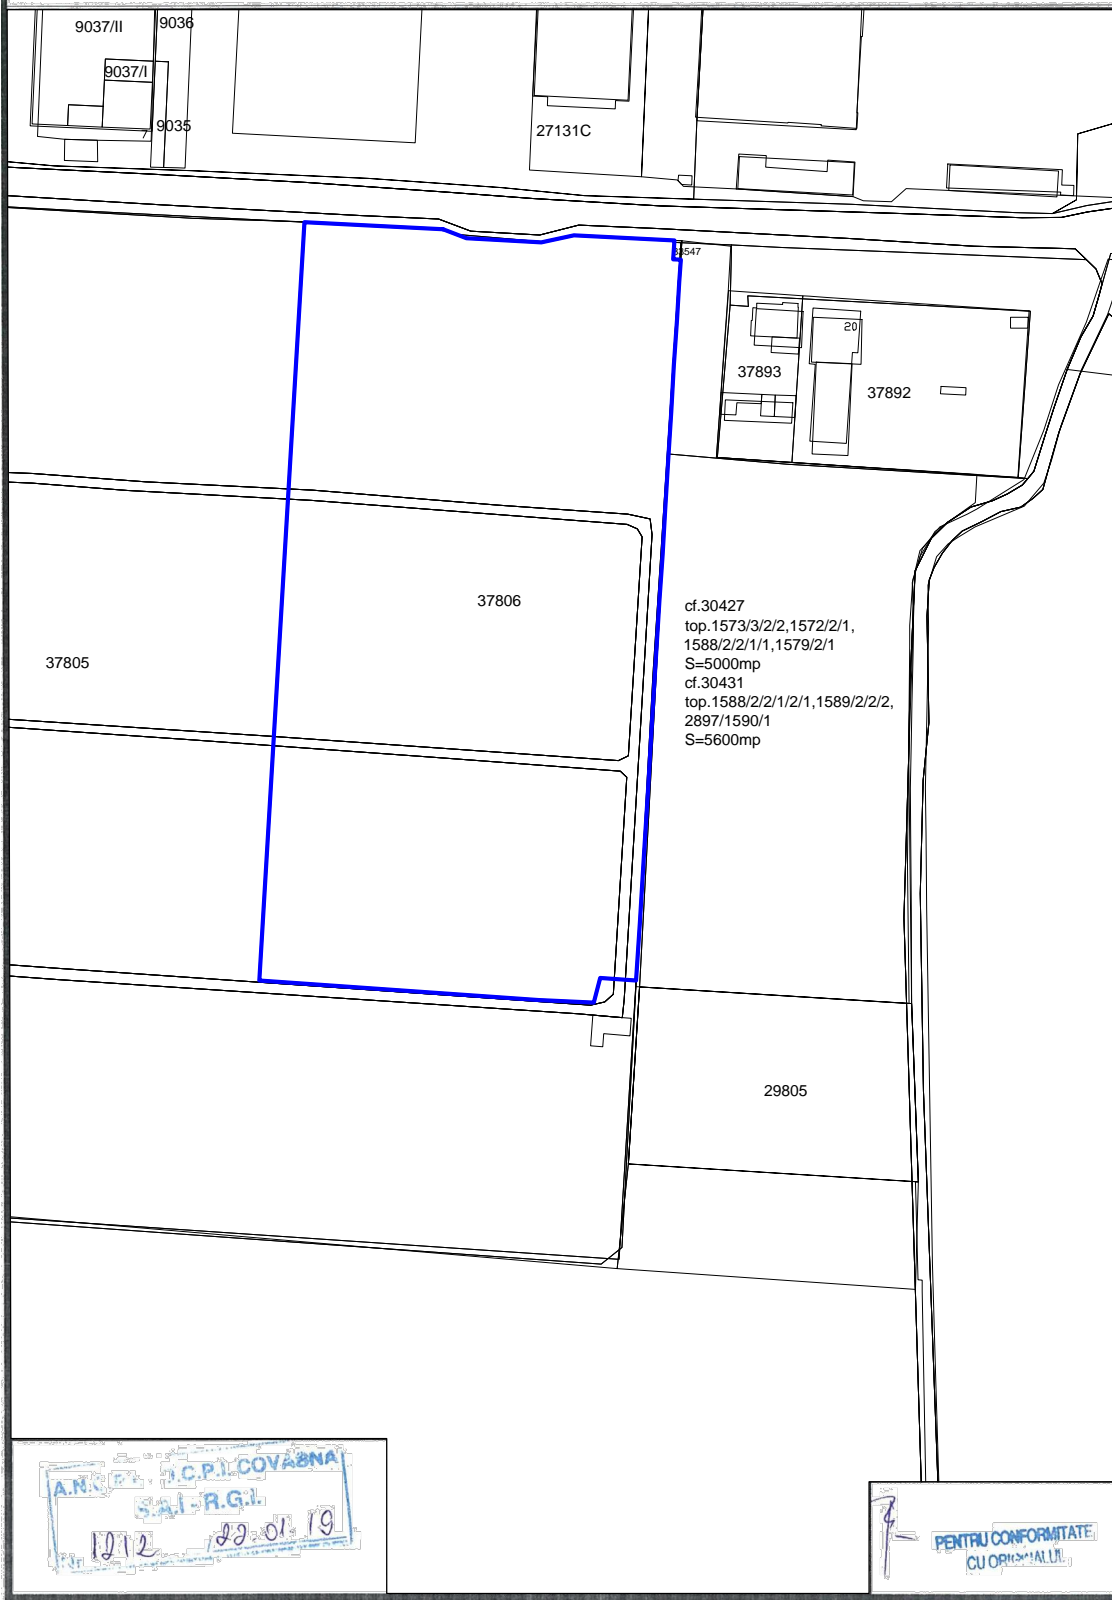 9037/II
9036
9037/I
9035
7
27131C
20
37893
37892
37806
37805
cf.30427
top.1573/3/2/2,1572/2/1,
1588/2/2/1/1,1579/2/1
S=5000mp
cf.30431
top.1588/2/2/1/2/1,1589/2/2/2,
2897/1590/1
S=5600mp
29805
C.P.I. COVASNA
S.A.I - R.G.I.
1212 22.01.19
PENTRU CONFORMITATE
CU